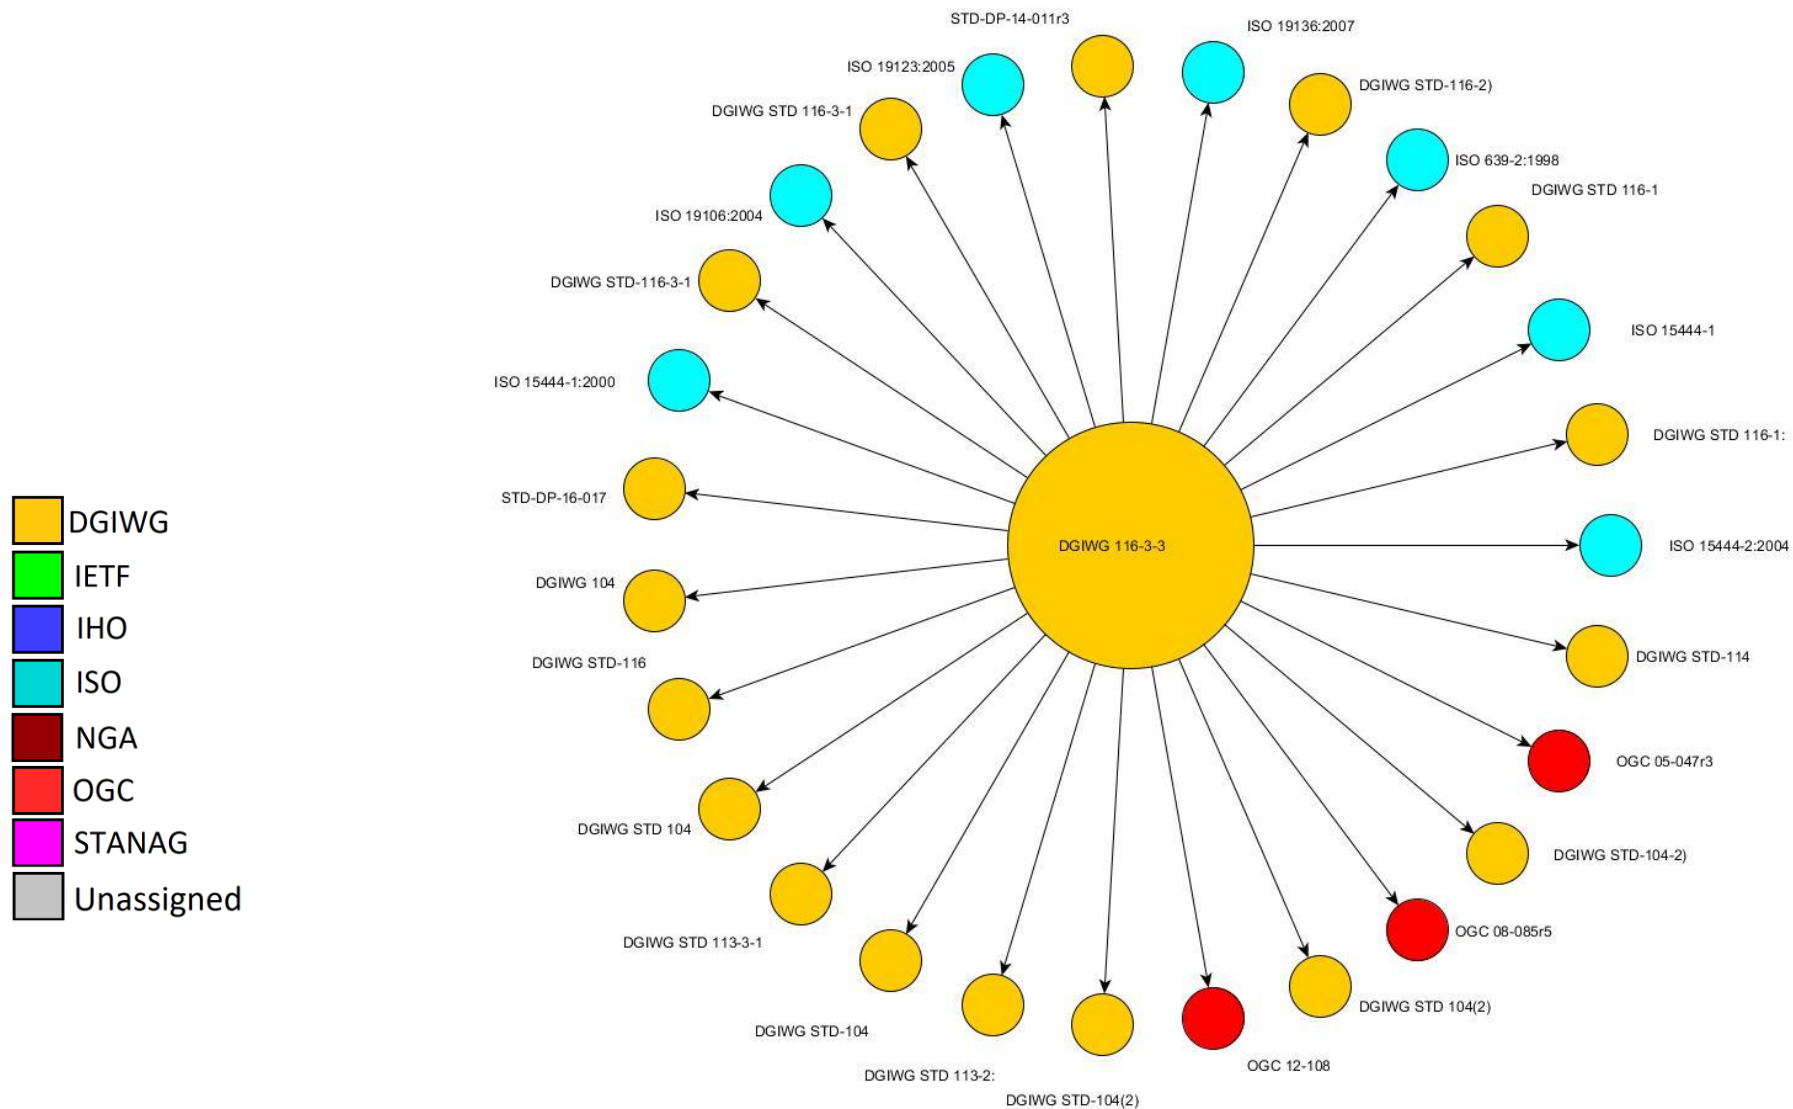 STD-DP-14-011r3
ISO 19136:2007
ISO 19123:2005
DGIWG STD-116-2)
DGIWG STD 116-3-1
ISO 639-2:1998
DGIWG STD 116-1
ISO 19106:2004
DGIWG STD-116-3-1
ISO 15444-1
ISO 15444-1:2000
DGIWG STD 116-1:
STD-DP-16-017
DGIWG 116-3-3
ISO 15444-2:2004
DGIWG 104
DGIWG STD-114
DGIWG STD-116
OGC 05-047r3
DGIWG STD 104
DGIWG STD-104-2)
OGC 08-085r5
DGIWG STD 113-3-1
DGIWG STD 104(2)
DGIWG STD-104
OGC 12-108
DGIWG STD 113-2:
DGIWG STD-104(2)
DGIWG
IETF
IHO
ISO
NGA
OGC
STANAG
Unassigned